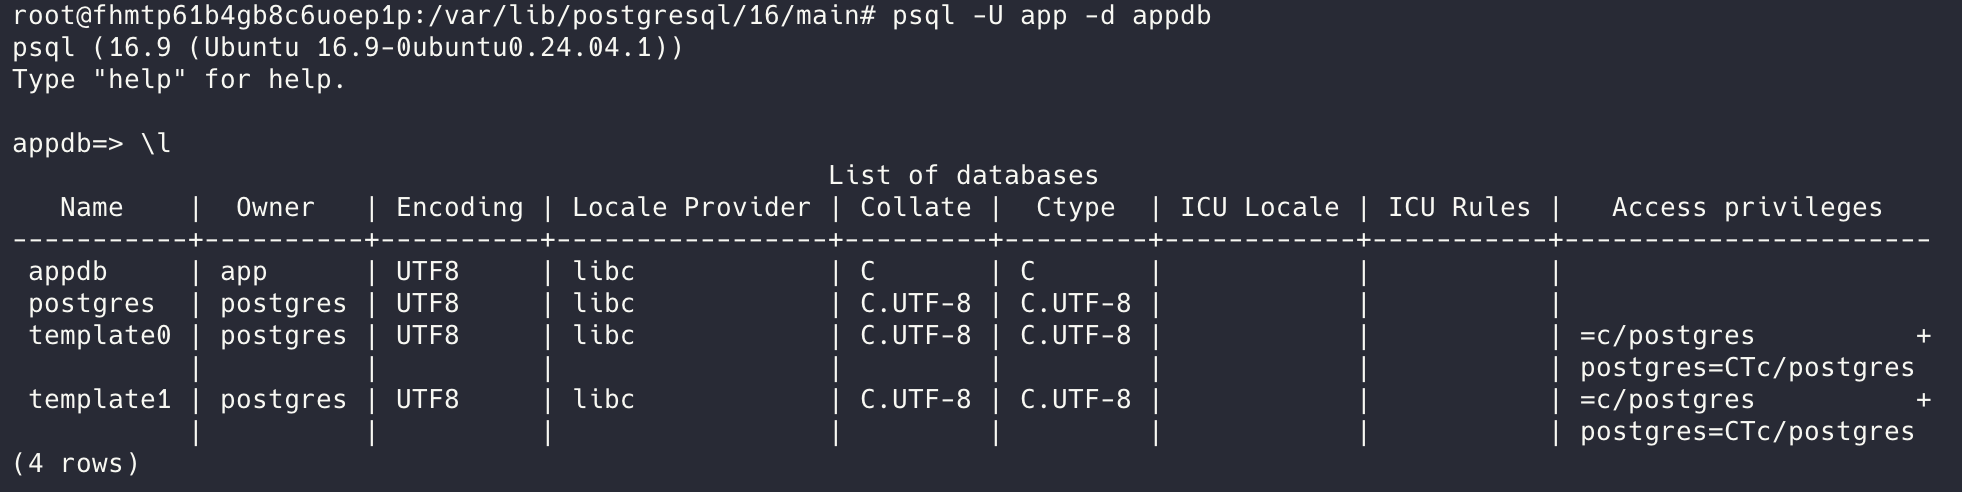 root@fhmtp61b4gb8c6uoep1p:/var/lib/postgresql/16/main# psql -U app -d appdb
psql (16.9 (Ubuntu 16.9-0ubuntu0.24.04.1))
Type "help" for help.

appdb=> \l
                                                   List of databases
   Name    |  Owner   | Encoding | Locale Provider | Collate |  Ctype  | ICU Locale | ICU Rules |   Access privileges
-----------+----------+----------+-----------------+---------+---------+------------+-----------+-----------------------
 appdb     | app      | UTF8     | libc            | C       | C       |            |           |
 postgres  | postgres | UTF8     | libc            | C.UTF-8 | C.UTF-8 |            |           |
 template0 | postgres | UTF8     | libc            | C.UTF-8 | C.UTF-8 |            |           | =c/postgres          +
           |          |          |                 |         |         |            |           | postgres=CTc/postgres
 template1 | postgres | UTF8     | libc            | C.UTF-8 | C.UTF-8 |            |           | =c/postgres          +
           |          |          |                 |         |         |            |           | postgres=CTc/postgres
(4 rows)